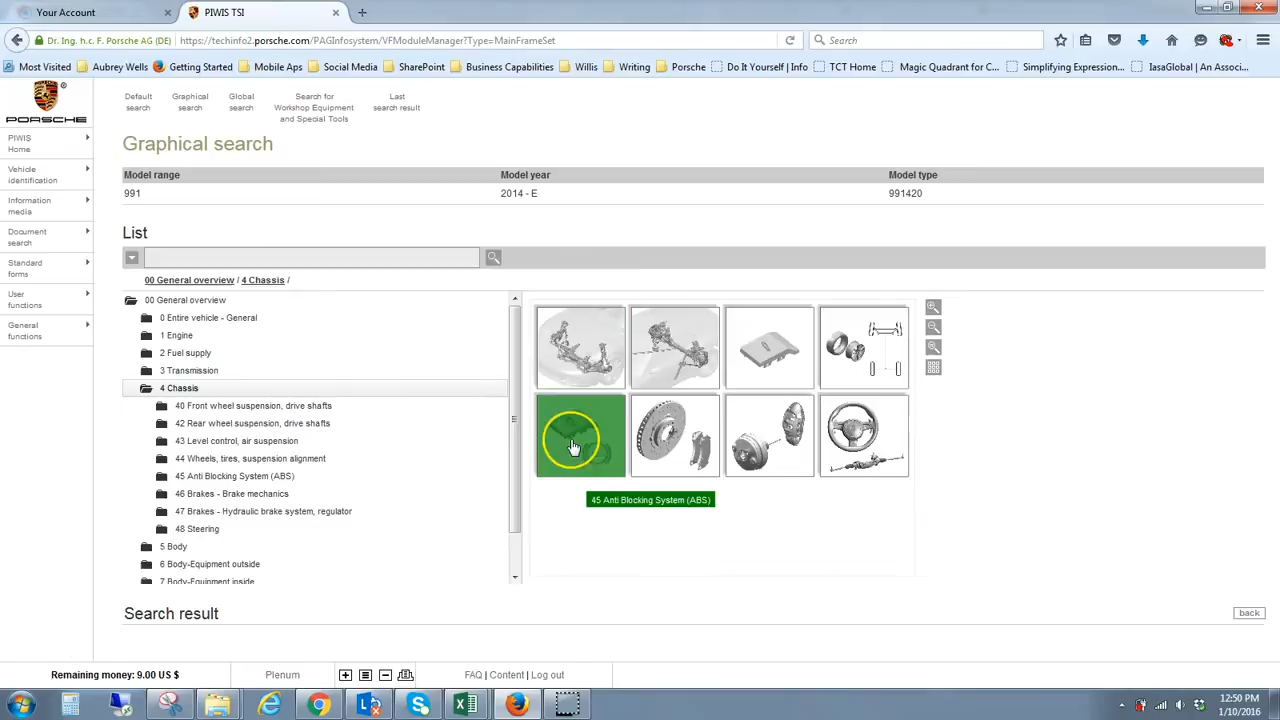 Your Account
PIWIS TSI
Dr. Ing. h.c. F. Porsche AG (DE)
https://techinfo2.porsche.com/PAGInfosystem/VFModuleManager?Type=MainFrameSet
Search
Most Visited
Aubrey Wells
Getting Started
Mobile Aps
Social Media
SharePoint
Business Capabilities
Willis
Writing
Porsche
Do It Yourself | Info
TCT Home
Magic Quadrant for C...
Simplifying Expression...
IasaGlobal | An Associ...
PORSCHE
Default search
Graphical search
Global search
Search for Workshop Equipment and Special Tools
Last search result
PIWIS Home
Vehicle identification
Information media
Document search
Standard forms
User functions
General functions
Graphical search
Model range
Model year
Model type
991
2014 - E
991420
List
00 General overview / 4 Chassis /
00 General overview
0 Entire vehicle - General
1 Engine
2 Fuel supply
3 Transmission
4 Chassis
40 Front wheel suspension, drive shafts
42 Rear wheel suspension, drive shafts
43 Level control, air suspension
44 Wheels, tires, suspension alignment
45 Anti Blocking System (ABS)
46 Brakes - Brake mechanics
47 Brakes - Hydraulic brake system, regulator
48 Steering
5 Body
6 Body-Equipment outside
7 Body-Equipment inside
45 Anti Blocking System (ABS)
Search result
back
Remaining money: 9.00 US $
Plenum
FAQ | Content | Log out
12:50 PM
1/10/2016